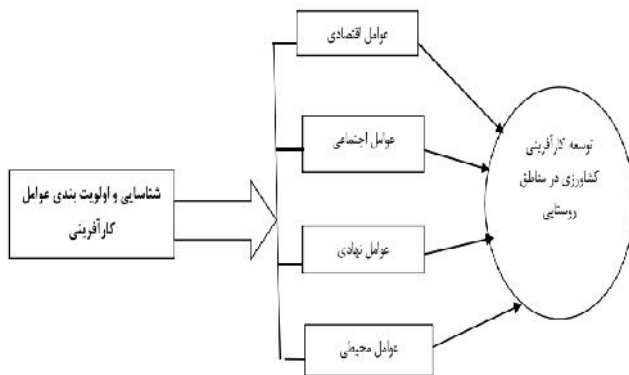 عوامل اقتصادی
عوامل اجتماعی
توسعه کارآفرینی
کشاورزی در مناطق
روستایی
شناسایی و اولویت بندی عوامل
کارآفرینی
عوامل نهادی
عوامل محیطی